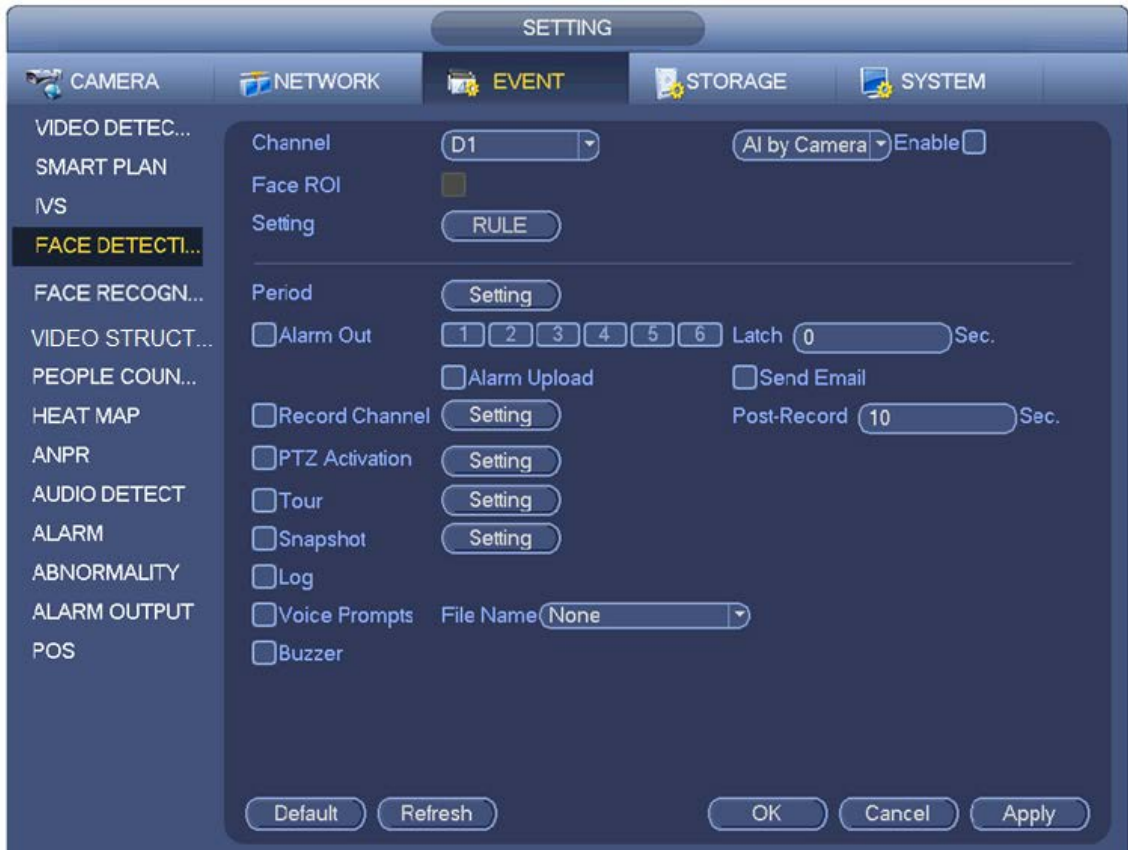 SETTING
CAMERA NETWORK EVENT STORAGE SYSTEM
VIDEO DETEC...
SMART PLAN
IVS
FACE DETECTI...
FACE RECOGN...
VIDEO STRUCT...
PEOPLE COUN...
HEAT MAP
ANPR
AUDIO DETECT
ALARM
ABNORMALITY
ALARM OUTPUT
POS
Channel D1 AI by Camera Enable
Face ROI
Setting RULE
Period Setting
Alarm Out 1 2 3 4 5 6 Latch 0 Sec.
Alarm Upload Send Email
Record Channel Setting Post-Record 10 Sec.
PTZ Activation Setting
Tour Setting
Snapshot Setting
Log
Voice Prompts File Name None
Buzzer
Default Refresh OK Cancel Apply